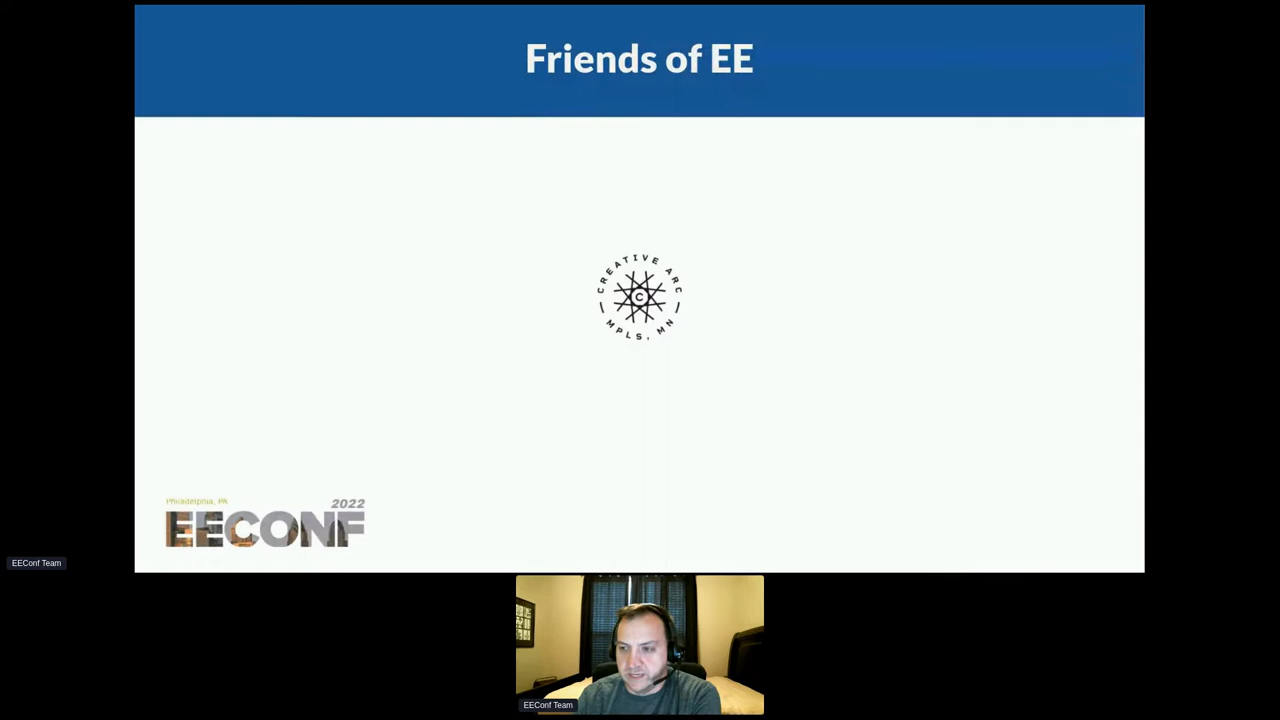 Friends of EE
CREATIVE ARC
C
MPLS, MN
Philadelphia, PA
2022
EECONF
EEConf Team
EEConf Team